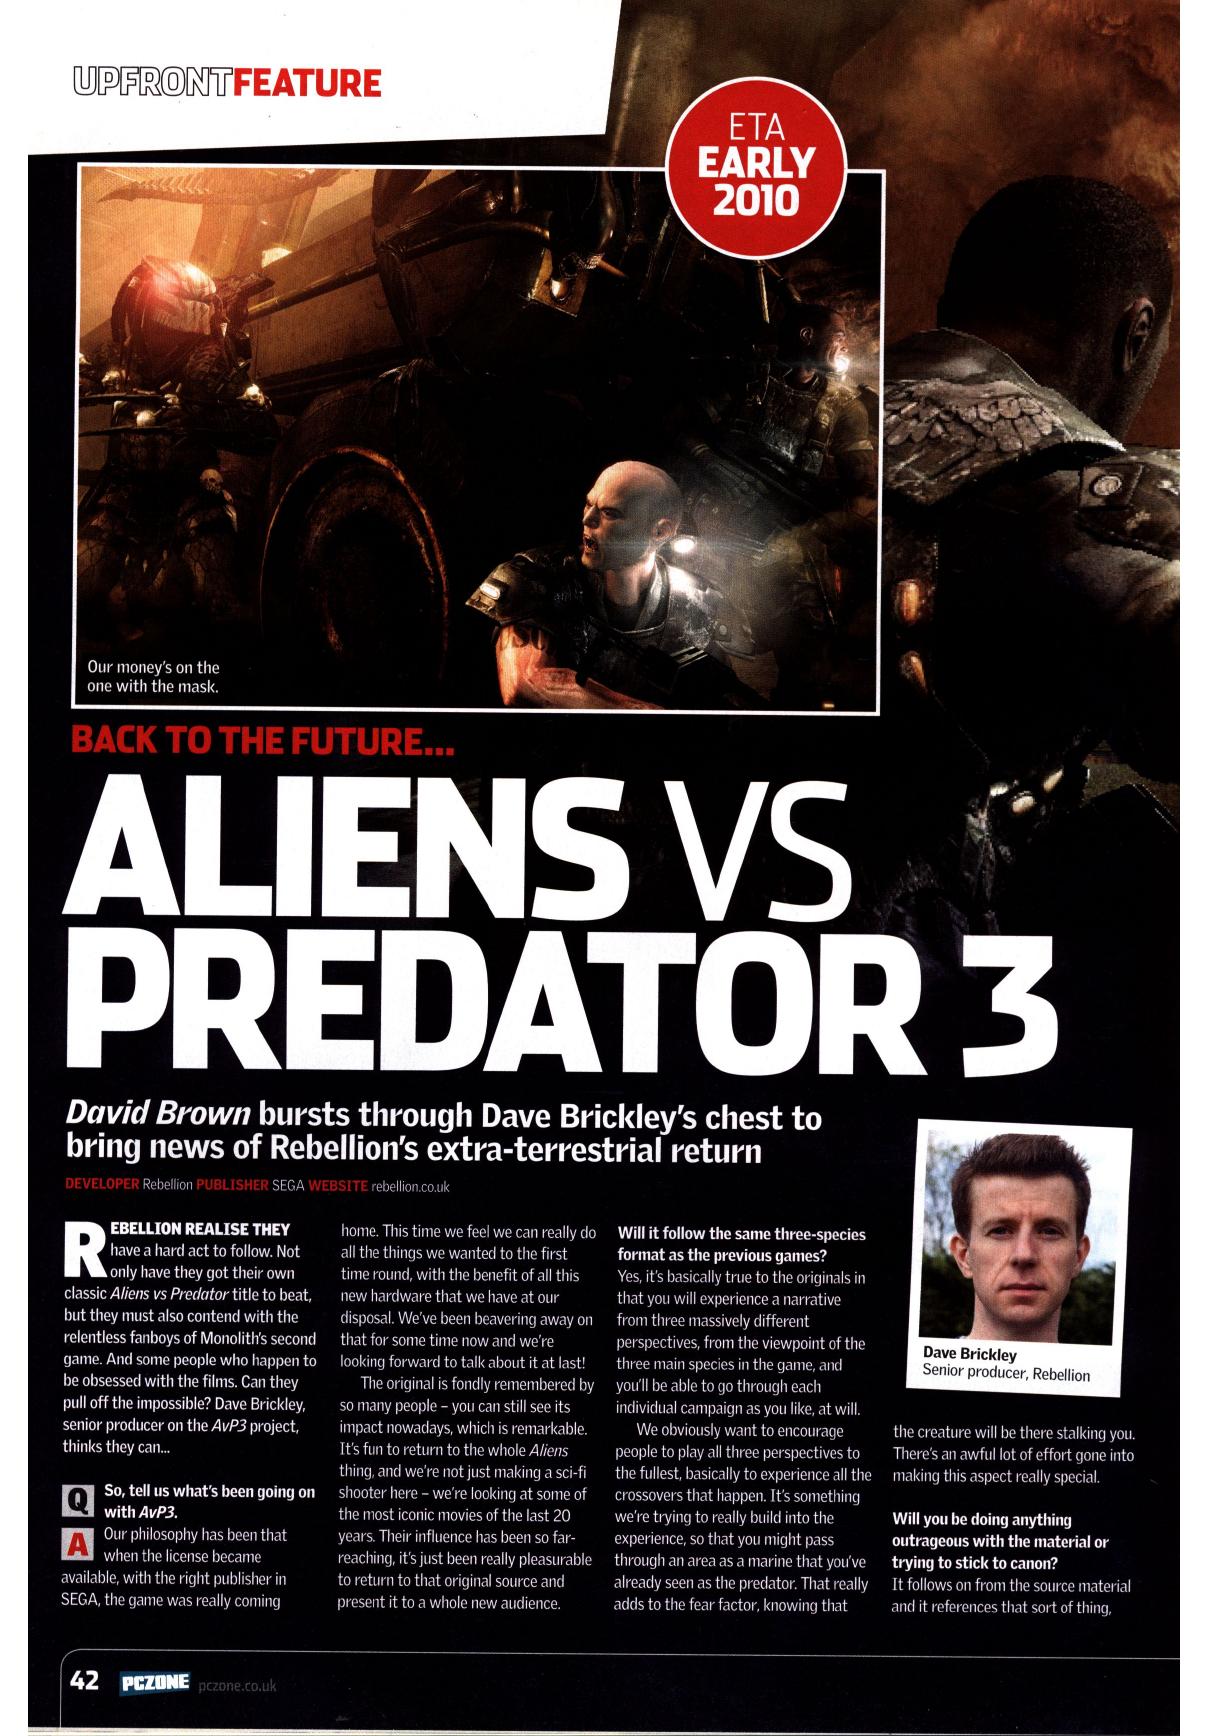 UPFRONTFEATURE
ETA
EARLY
2010
Our money's on the
one with the mask.
BACK TO THE FUTURE...
ALIENS VS
PREDATOR 3
David Brown bursts through Dave Brickley's chest to
bring news of Rebellion's extra-terrestrial return
DEVELOPER Rebellion PUBLISHER SEGA WEBSITE rebellion.co.uk
REBELLION REALISE THEY
have a hard act to follow. Not
only have they got their own
classic Aliens vs Predator title to beat,
but they must also contend with the
relentless fanboys of Monolith's second
game. And some people who happen to
be obsessed with the films. Can they
pull off the impossible? Dave Brickley,
senior producer on the AvP3 project,
thinks they can...
Q So, tell us what's been going on
with AvP3.
A Our philosophy has been that
when the license became
available, with the right publisher in
SEGA, the game was really coming
home. This time we feel we can really do
all the things we wanted to the first
time round, with the benefit of all this
new hardware that we have at our
disposal. We've been beavering away on
that for some time now and we're
looking forward to talk about it at last!
The original is fondly remembered by
so many people – you can still see its
impact nowadays, which is remarkable.
It's fun to return to the whole Aliens
thing, and we're not just making a sci-fi
shooter here – we're looking at some of
the most iconic movies of the last 20
years. Their influence has been so far-
reaching, it's just been really pleasurable
to return to that original source and
present it to a whole new audience.
Will it follow the same three-species
format as the previous games?
Yes, it's basically true to the originals in
that you will experience a narrative
from three massively different
perspectives, from the viewpoint of the
three main species in the game, and
you'll be able to go through each
individual campaign as you like, at will.
We obviously want to encourage
people to play all three perspectives to
the fullest, basically to experience all the
crossovers that happen. It's something
we're trying to really build into the
experience, so that you might pass
through an area as a marine that you've
already seen as the predator. That really
adds to the fear factor, knowing that
Dave Brickley
Senior producer, Rebellion
the creature will be there stalking you.
There's an awful lot of effort gone into
making this aspect really special.
Will you be doing anything
outrageous with the material or
trying to stick to canon?
It follows on from the source material
and it references that sort of thing,
42 PCZONE pczone.co.uk